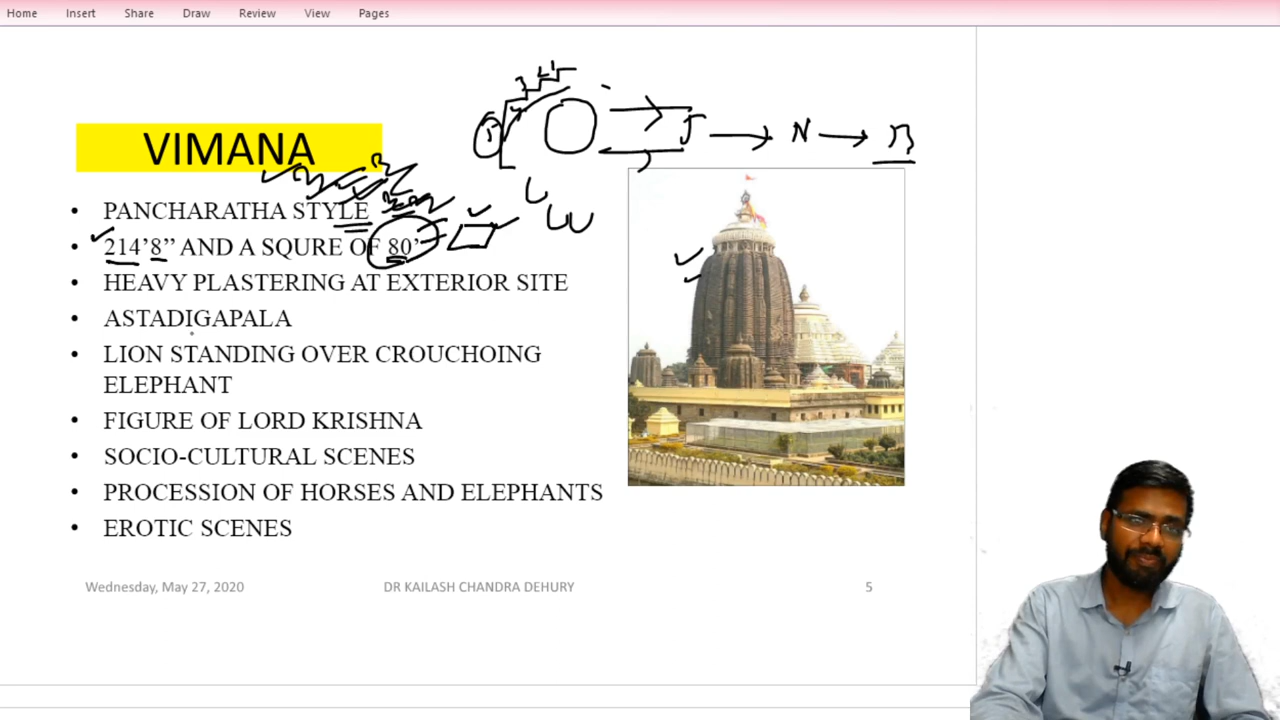 Home Insert Share Draw Review View Pages
VIMANA
• PANCHARATHA STYLE
• 214’8’’ AND A SQURE OF 80’
• HEAVY PLASTERING AT EXTERIOR SITE
• ASTADIGAPALA
• LION STANDING OVER CROUCHOING
ELEPHANT
• FIGURE OF LORD KRISHNA
• SOCIO-CULTURAL SCENES
• PROCESSION OF HORSES AND ELEPHANTS
• EROTIC SCENES
Wednesday, May 27, 2020 DR KAILASH CHANDRA DEHURY 5